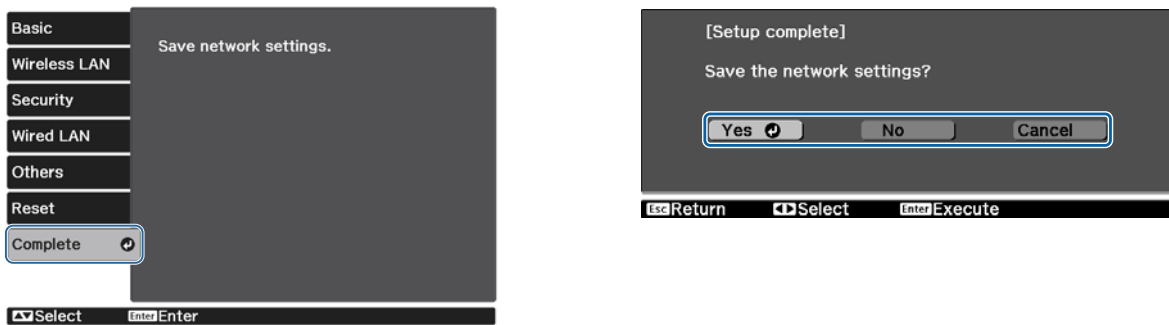 Basic
Wireless LAN
Security
Wired LAN
Others
Reset
Complete
Save network settings.
Select Enter Enter
[Setup complete]
Save the network settings?
Yes No Cancel
Esc Return Select Enter Execute